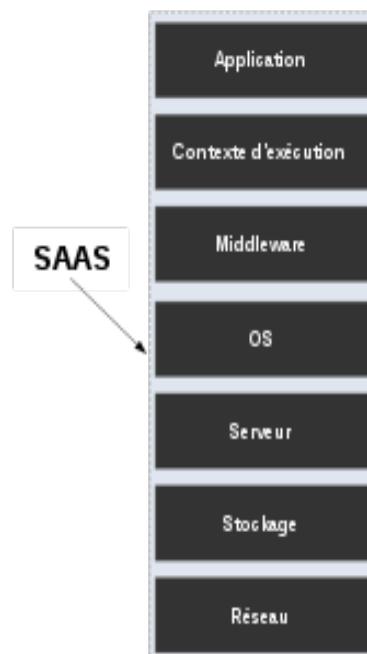 Application
Contexte d'exécution
Middleware
SAAS
OS
Serveur
Stockage
Réseau